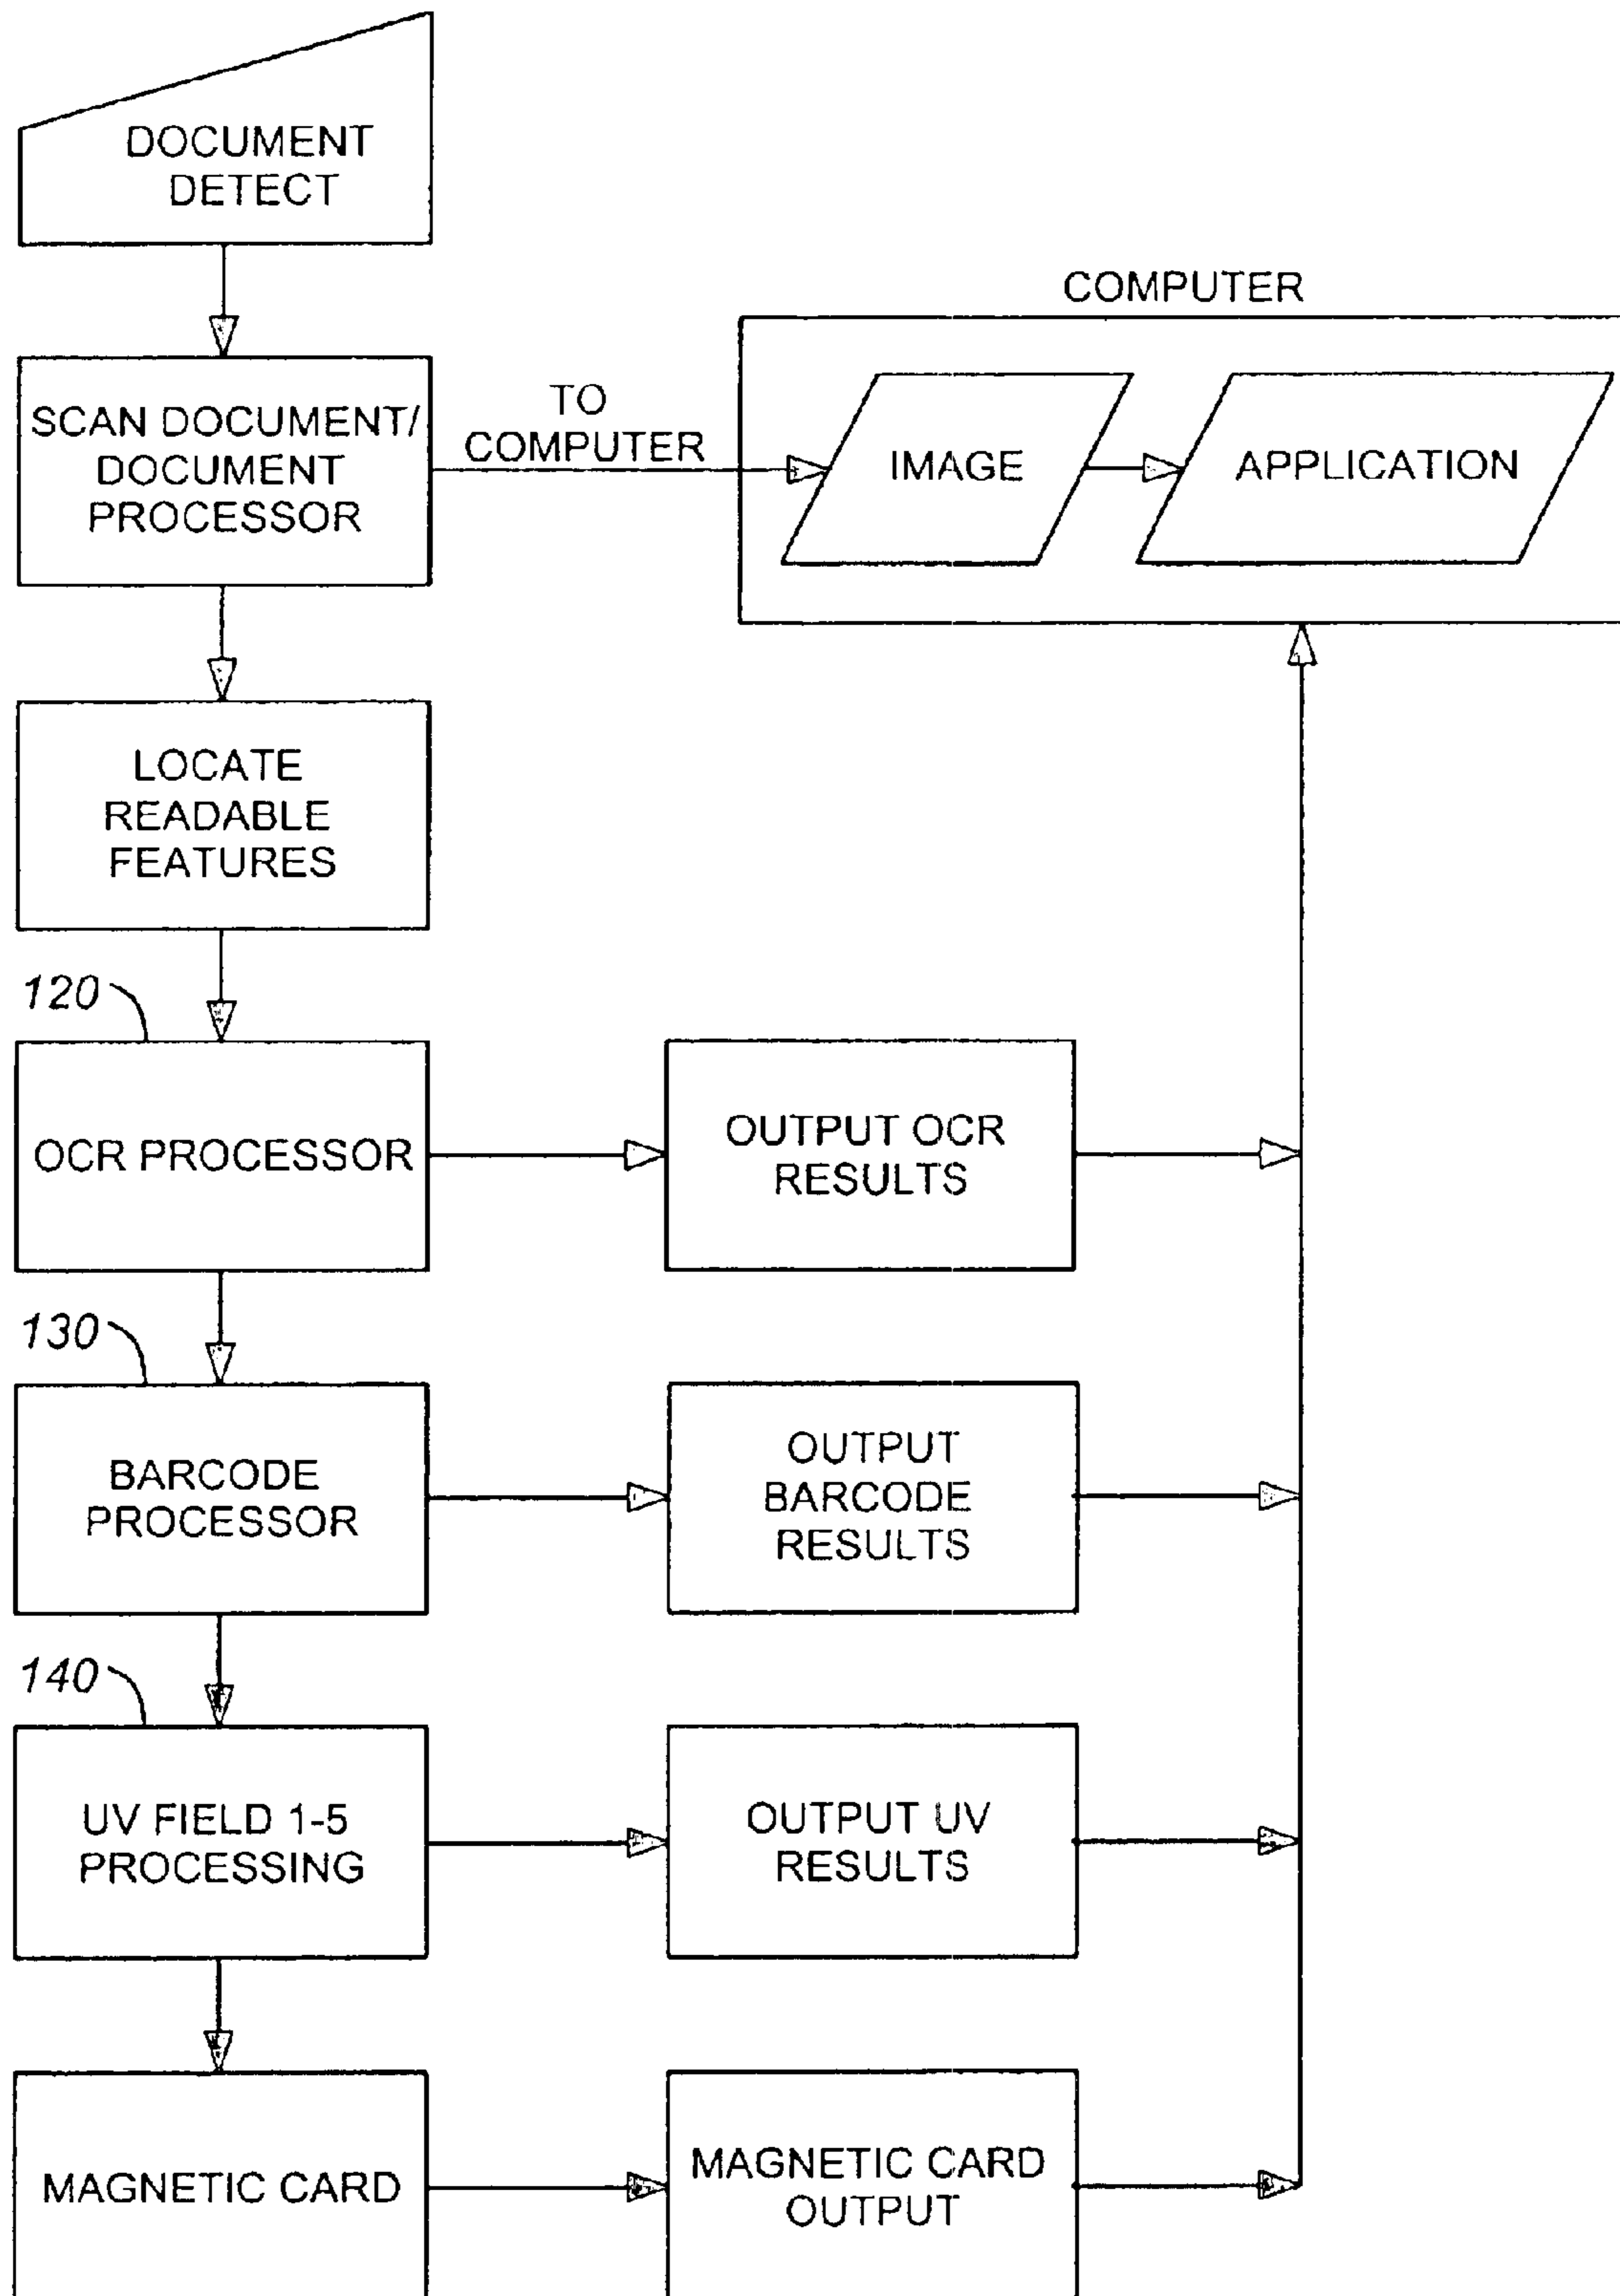 DOCUMENT
DETECT
COMPUTER
SCAN DOCUMENT/
DOCUMENT
PROCESSOR
TO
COMPUTER
IMAGE
APPLICATION
LOCATE
READABLE
FEATURES
120
OCR PROCESSOR
OUTPUT OCR
RESULTS
130
BARCODE
PROCESSOR
OUTPUT
BARCODE
RESULTS
140
UV FIELD 1-5
PROCESSING
OUTPUT UV
RESULTS
MAGNETIC CARD
MAGNETIC CARD
OUTPUT